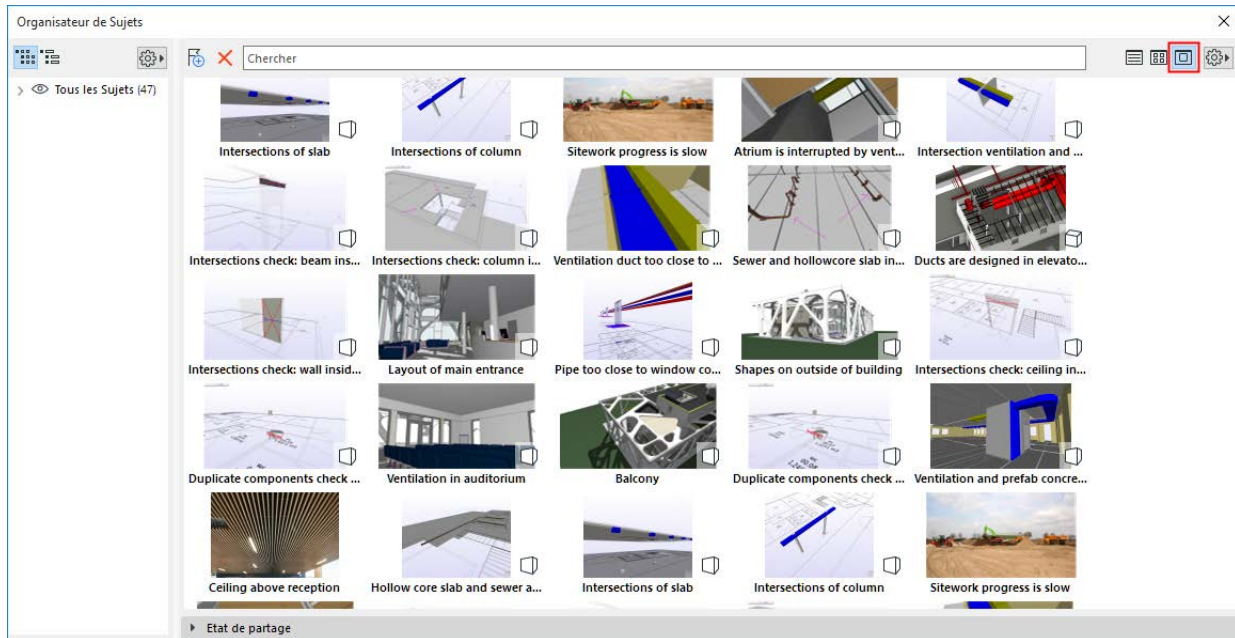 Organisateur de Sujets
Chercher
Tous les Sujets (47)
Intersections of slab
Intersections of column
Sitework progress is slow
Atrium is interrupted by vent...
Intersection ventilation and ...
Intersections check: beam ins...
Intersections check: column i...
Ventilation duct too close to ...
Sewer and hollowcore slab in...
Ducts are designed in elevato...
Intersections check: wall insid...
Layout of main entrance
Pipe too close to window co...
Shapes on outside of building
Intersections check: ceiling in...
Duplicate components check ...
Ventilation in auditorium
Balcony
Duplicate components check ...
Ventilation and prefab concre...
Ceiling above reception
Hollow core slab and sewer a...
Intersections of slab
Intersections of column
Sitework progress is slow
Etat de partage